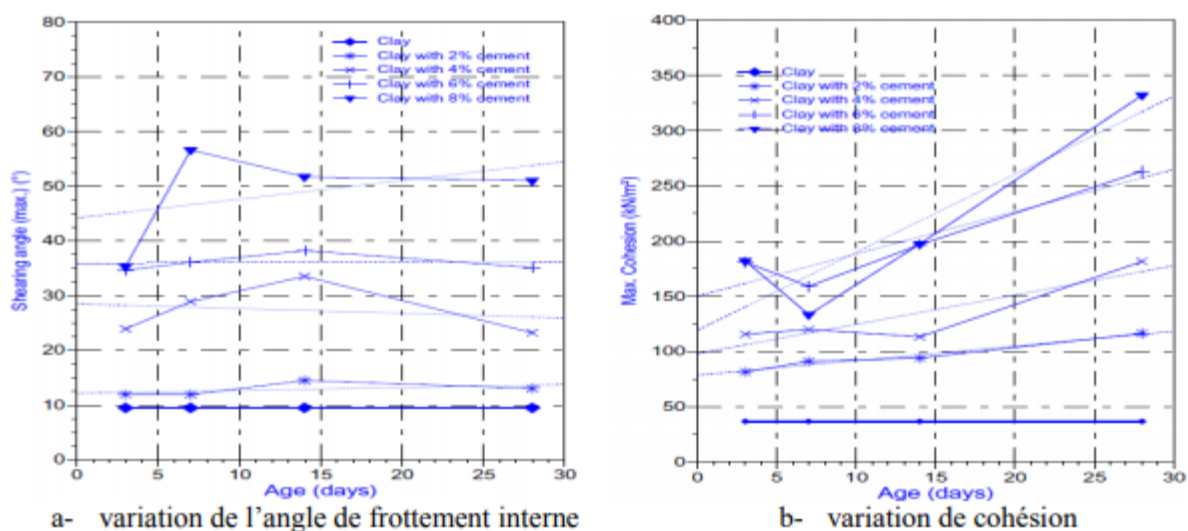 80
70
60
50
40
30
20
10
0
Shearing angle (max.) (°)
Clay
Clay with 2% cement
Clay with 4% cement
Clay with 6% cement
Clay with 8% cement
0 5 10 15 20 25 30
Age (days)
a- variation de l'angle de frottement interne
400
350
300
250
200
150
100
50
0
Max. Cohesion (kN/m²)
Clay
Clay with 2% cement
Clay with 4% cement
Clay with 6% cement
Clay with 8% cement
0 5 10 15 20 25 30
Age (days)
b- variation de cohésion